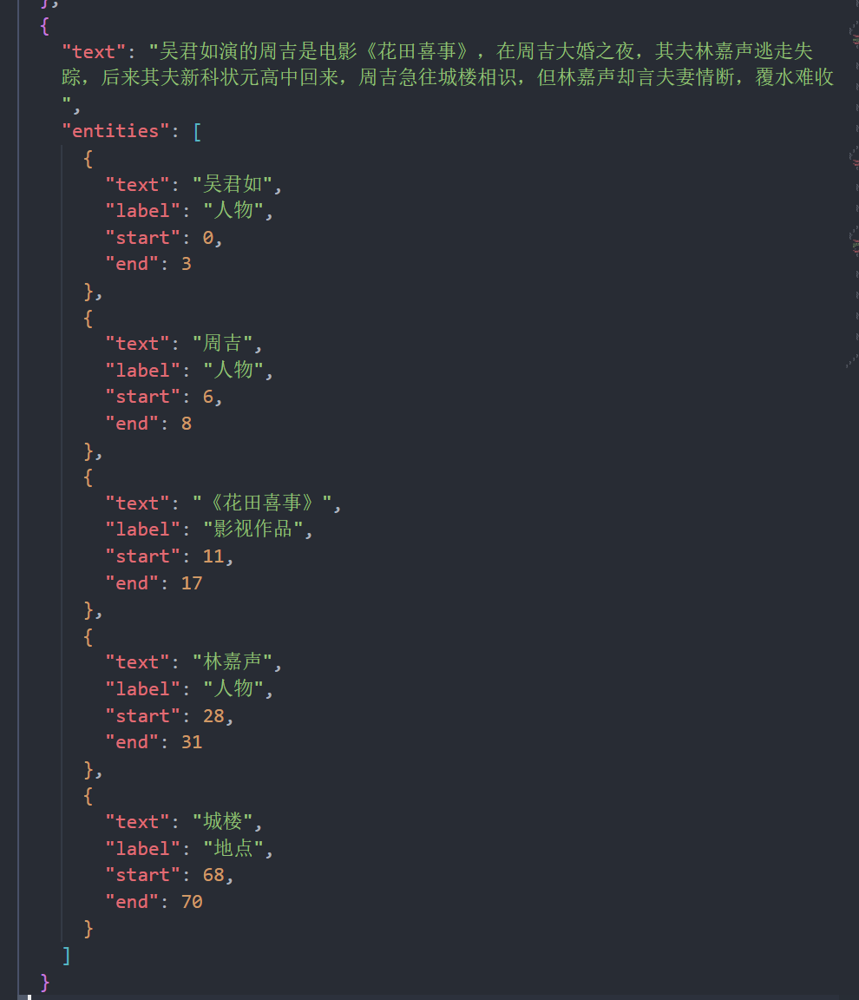 },
{
"text": "吴君如演的周吉是电影《花田喜事》，在周吉大婚之夜，其夫林嘉声逃走失
踪，后来其夫新科状元高中回来，周吉急往城楼相识，但林嘉声却言夫妻情断，覆水难收
",
"entities": [
{
"text": "吴君如",
"label": "人物",
"start": 0,
"end": 3
},
{
"text": "周吉",
"label": "人物",
"start": 6,
"end": 8
},
{
"text": "《花田喜事》",
"label": "影视作品",
"start": 11,
"end": 17
},
{
"text": "林嘉声",
"label": "人物",
"start": 28,
"end": 31
},
{
"text": "城楼",
"label": "地点",
"start": 68,
"end": 70
}
]
}